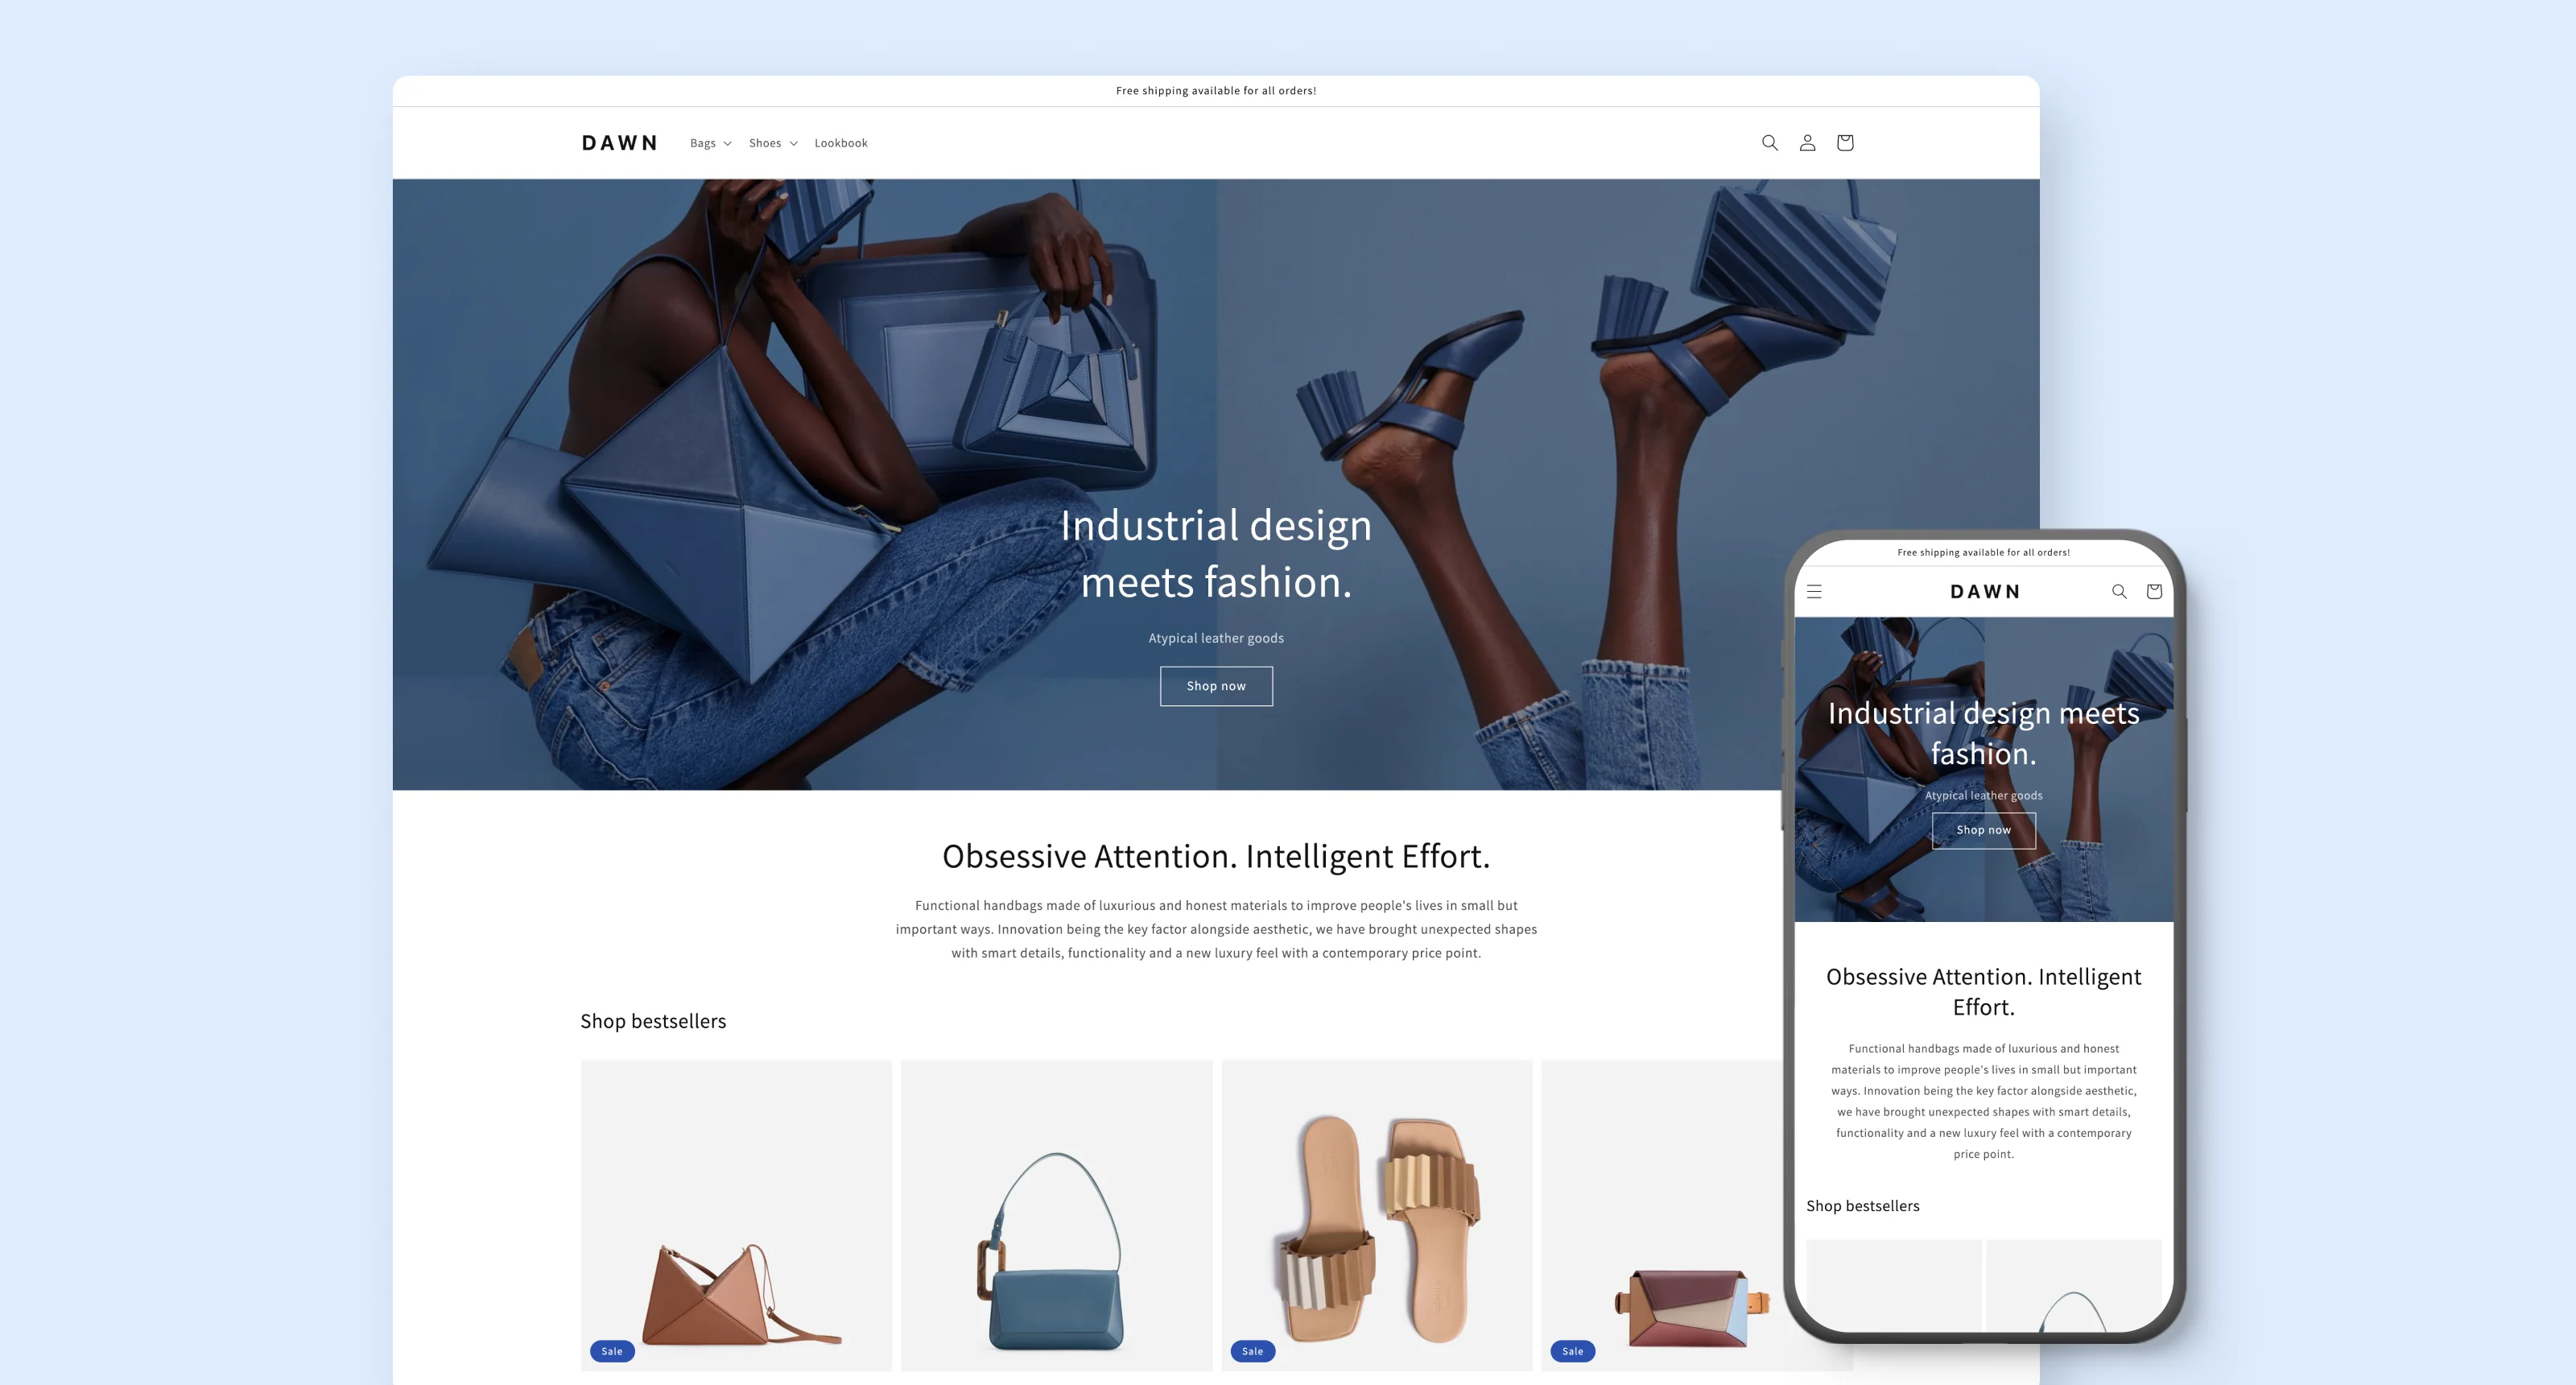 Free shipping available for all orders!
DAWN Bags Shoes Lookbook
Industrial design
meets fashion.
Atypical leather goods
Shop now
Obsessive Attention. Intelligent Effort.
Functional handbags made of luxurious and honest materials to improve people's lives in small but
important ways. Innovation being the key factor alongside aesthetic, we have brought unexpected shapes
with smart details, functionality and a new luxury feel with a contemporary price point.
Shop bestsellers
Sale
Sale
Sale
Free shipping available for all orders!
DAWN
Industrial design meets
fashion.
Atypical leather goods
Shop now
Obsessive Attention. Intelligent
Effort.
Functional handbags made of luxurious and honest
materials to improve people's lives in small but important
ways. Innovation being the key factor alongside aesthetic,
we have brought unexpected shapes with smart details,
functionality and a new luxury feel with a contemporary
price point.
Shop bestsellers